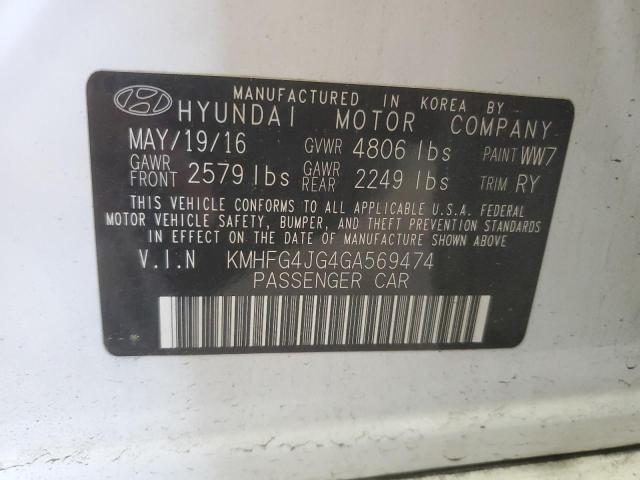 MANUFACTURED IN KOREA BY
HYUNDAI MOTOR COMPANY
MAY/19/16 GVWR 4806 lbs PAINT WW7
GAWR FRONT 2579 lbs GAWR REAR 2249 lbs TRIM RY
THIS VEHICLE CONFORMS TO ALL APPLICABLE U.S.A. FEDERAL
MOTOR VEHICLE SAFETY, BUMPER, AND THEFT PREVENTION STANDARDS
IN EFFECT ON THE DATE OF MANUFACTURE SHOWN ABOVE.
V.I.N KMHFG4JG4GA569474
PASSENGER CAR